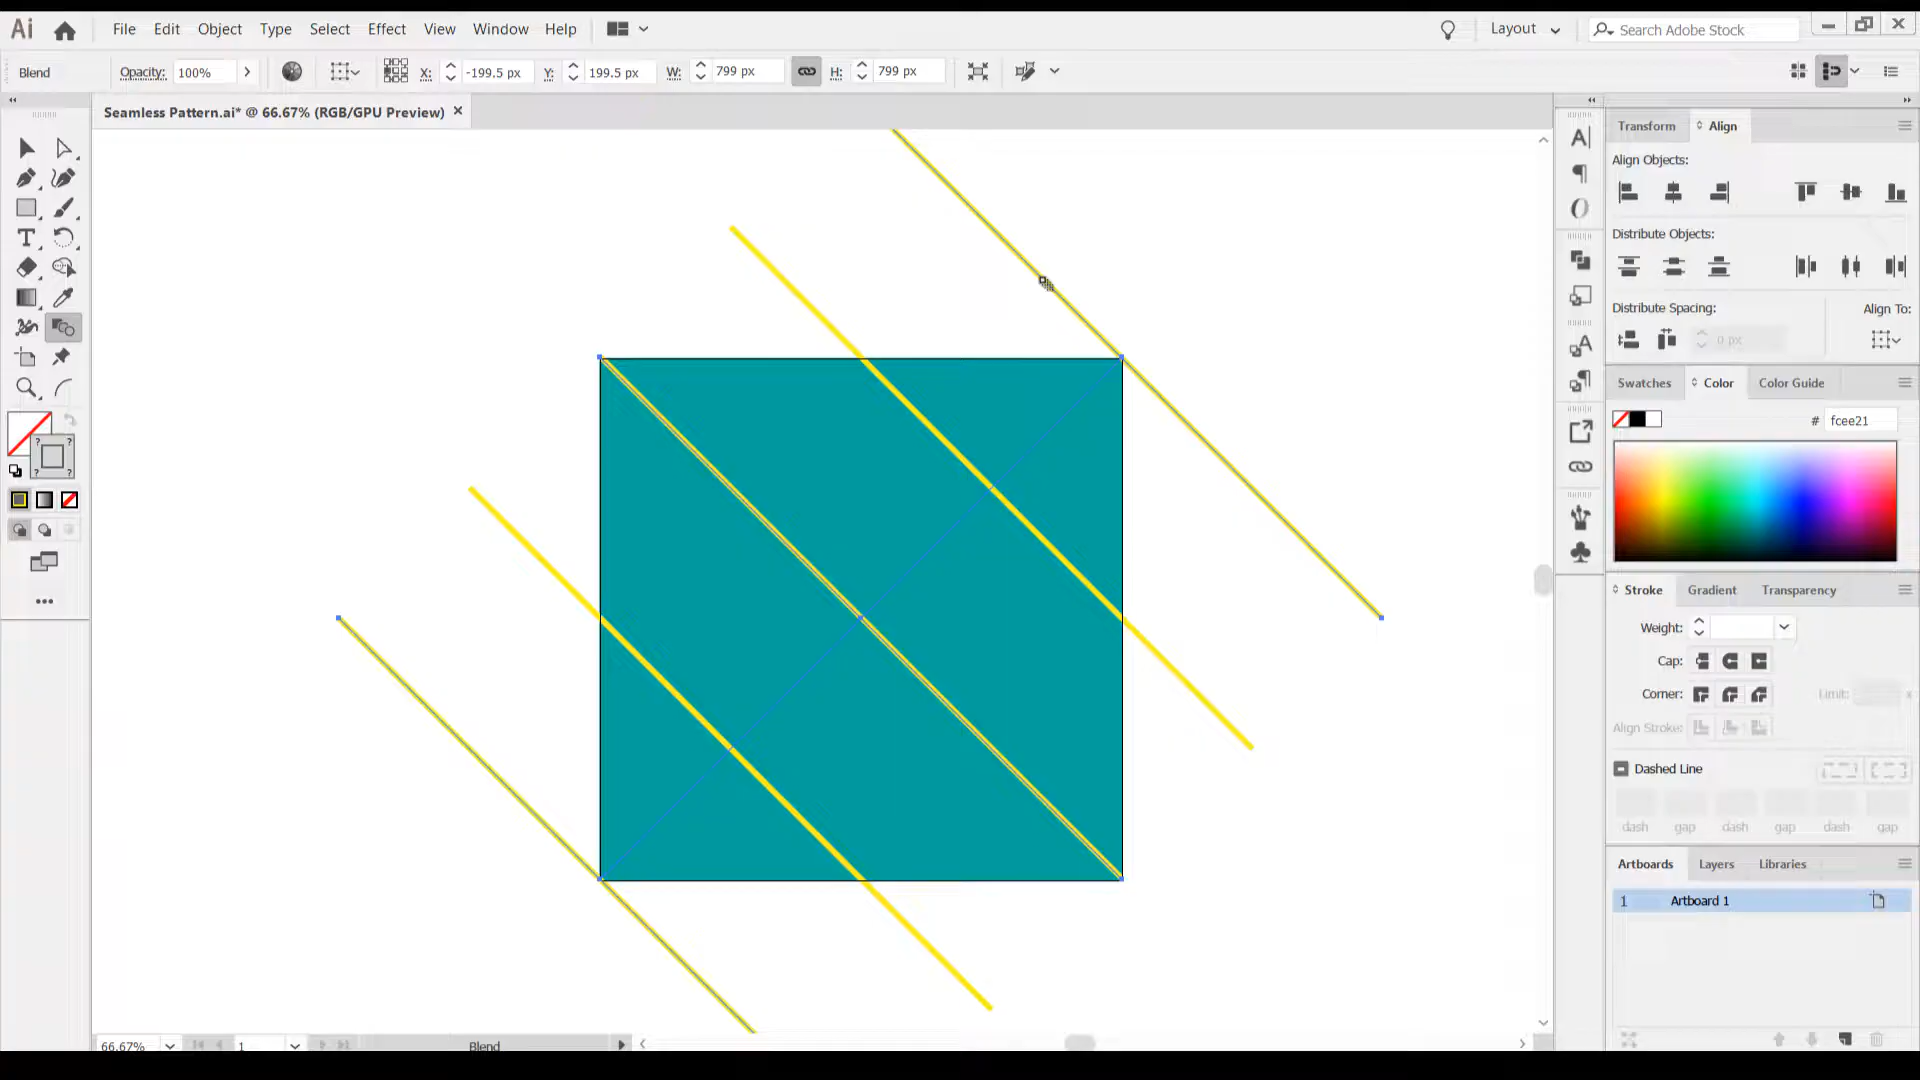 Ai File Edit Object Type Select Effect View Window Help Layout Search Adobe Stock
Blend Opacity: 100% X: -199.5 px Y: 199.5 px W: 799 px H: 799 px
Seamless Pattern.ai* @ 66.67% (RGB/GPU Preview)
Transform Align
Align Objects:
Distribute Objects:
Distribute Spacing: Align To:
0 px
Swatches Color Color Guide
# fcee21
Stroke Gradient Transparency
Weight:
Cap:
Corner: Limit: x
Align Stroke:
Dashed Line
dash gap dash gap dash gap
Artboards Layers Libraries
1 Artboard 1
66.67% 1 Blend